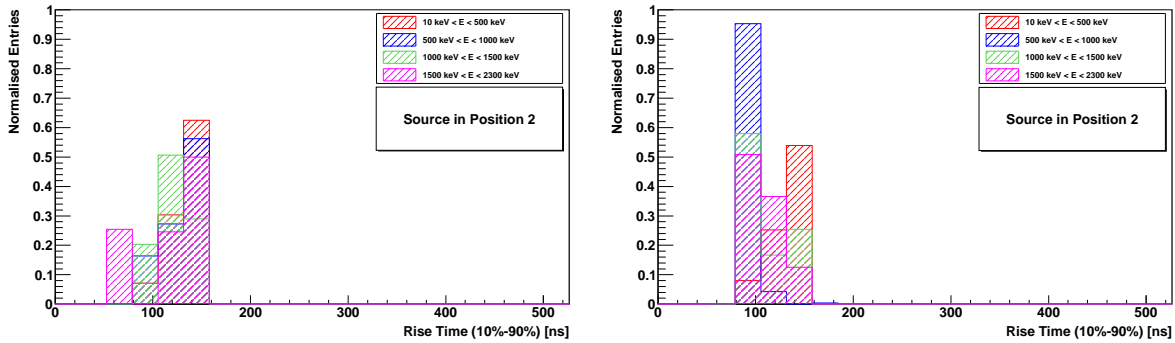 Normalised Entries
1
0.9
0.8
0.7
0.6
0.5
0.4
0.3
0.2
0.1
0
10 keV < E < 500 keV
500 keV < E < 1000 keV
1000 keV < E < 1500 keV
1500 keV < E < 2300 keV
Source in Position 2
0 100 200 300 400 500
Rise Time (10%-90%) [ns]
Normalised Entries
1
0.9
0.8
0.7
0.6
0.5
0.4
0.3
0.2
0.1
0
10 keV < E < 500 keV
500 keV < E < 1000 keV
1000 keV < E < 1500 keV
1500 keV < E < 2300 keV
Source in Position 2
0 100 200 300 400 500
Rise Time (10%-90%) [ns]